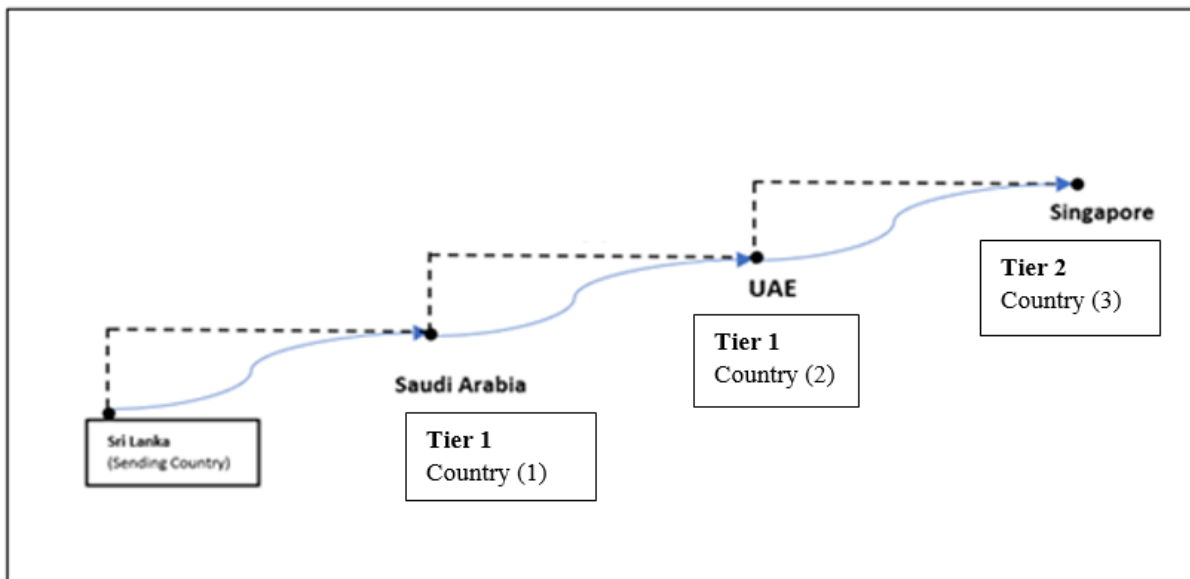 Singapore
Tier 2
Country (3)
UAE
Tier 1
Country (2)
Saudi Arabia
Tier 1
Country (1)
Sri Lanka
(Sending Country)